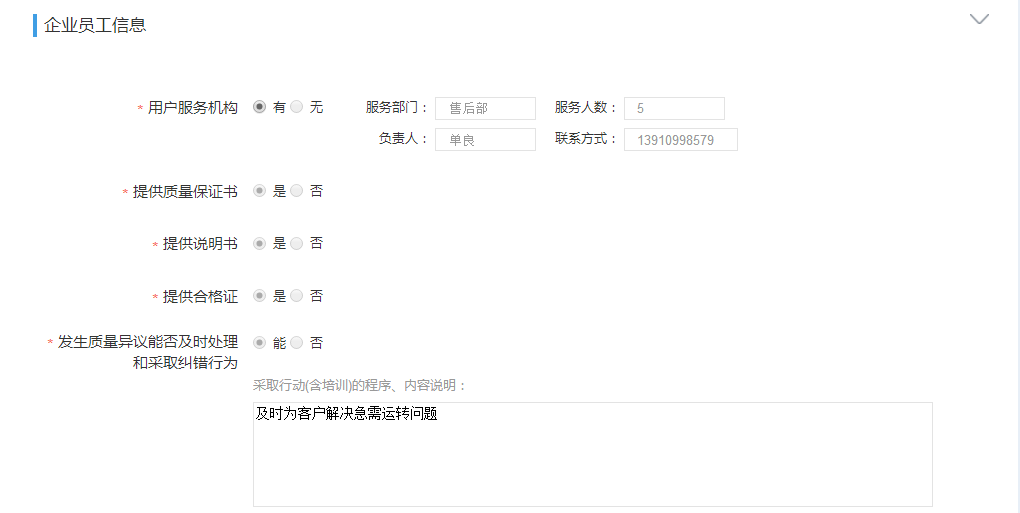 企业员工信息
* 用户服务机构 有 无 服务部门： 售后部 服务人数： 5
负责人： 单良 联系方式： 13910998579
* 提供质量保证书 是 否
* 提供说明书 是 否
* 提供合格证 是 否
* 发生质量异议能否及时处理 能 否
和采取纠错行为
采取行动(含培训)的程序、内容说明：
及时为客户解决急需运转问题